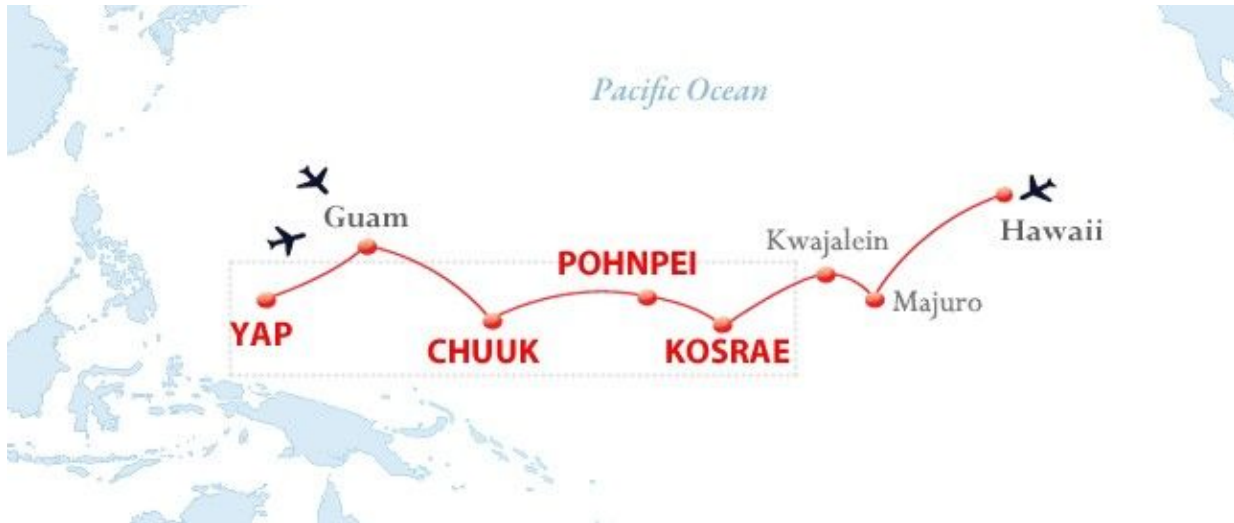 Pacific Ocean
Guam
Hawaii
Kwajalein
POHNPEI
Majuro
YAP
CHUUK
KOSRAE